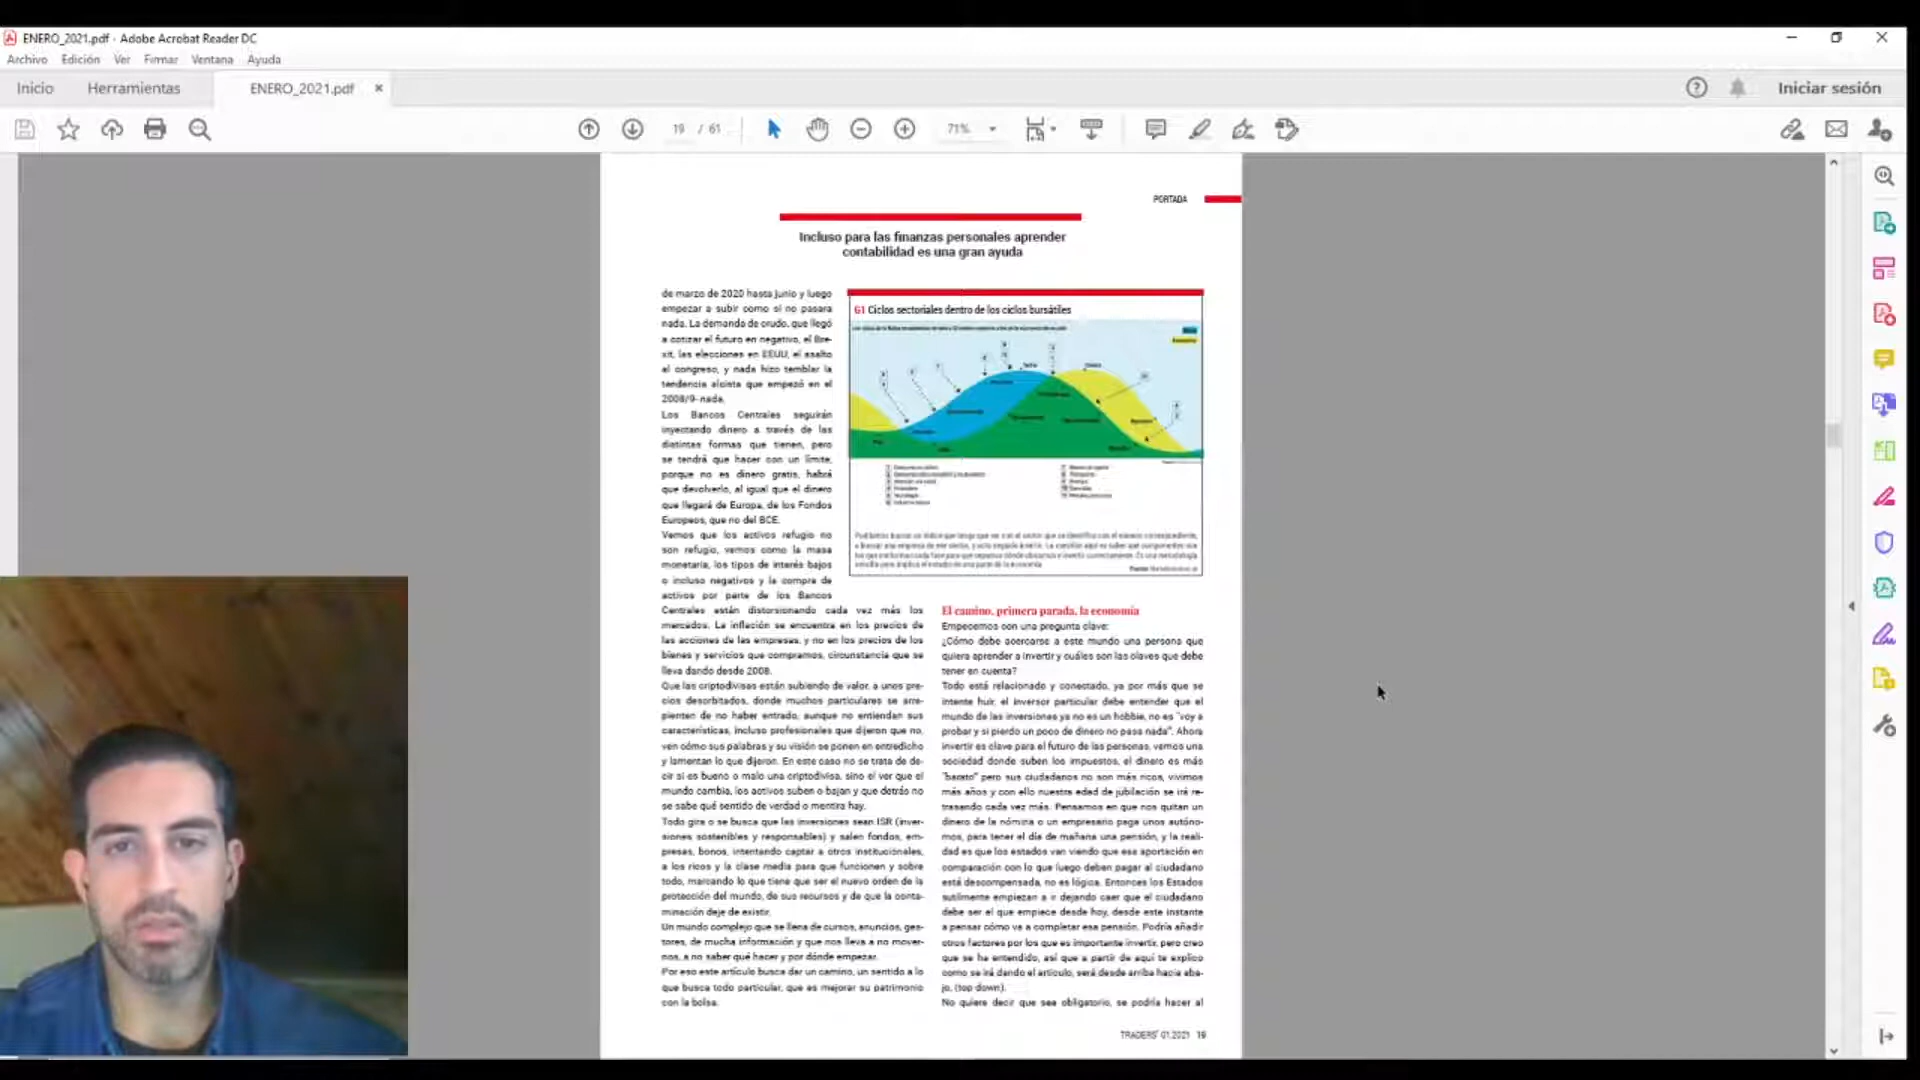 ENERO_2021.pdf - Adobe Acrobat Reader DC
Archivo Edición Ver Firmar Ventana Ayuda
Inicio Herramientas ENERO_2021.pdf × Iniciar sesión
19 / 61 71%
PORTADA
Incluso para las finanzas personales aprender
contabilidad es una gran ayuda
de marzo de 2020 hasta junio y luego
empezar a subir como si no pasara
nada. La demanda de crudo, que llegó
a cotizar el futuro en negativo, el Bre-
xit, las elecciones en EEUU, el asalto
al congreso, y nada hizo temblar la
tendencia alcista que empezó en el
2008/9- nada.
Los Bancos Centrales seguirán
inyectando dinero a través de las
distintas formas que tienen, pero
se tendrá que hacer con un límite,
porque no es dinero gratis, habrá
que devolverlo, al igual que el dinero
que llegará de Europa, de los Fondos
Europeos, que no del BCE.
Vemos que los activos refugio no
son refugio, vemos como la masa
monetaria, los tipos de interés bajos
o incluso negativos y la compra de
activos por parte de los Bancos
Centrales están distorsionando cada vez más los
mercados. La inflación se encuentra en los precios de
las acciones de las empresas, y no en los precios de los
bienes y servicios que compramos, circunstancia que se
lleva dando desde 2008.
Que las criptodivisas están subiendo de valor, a unos pre-
cios desorbitados, donde muchos particulares se arre-
pienten de no haber entrado, aunque no entiendan sus
características, incluso profesionales que dijeron que no,
ven cómo sus palabras y su visión se ponen en entredicho
y lamentan lo que dijeron. En este caso no se trata de de-
cir si es bueno o malo una criptodivisa, sino el ver que el
mundo cambia, los activos suben o bajan y que detrás no
se sabe qué sentido de verdad o mentira hay.
Todo gira o se busca que las inversiones sean ISR (inver-
siones sostenibles y responsables) y salen fondos, em-
presas, bonos, intentando captar a otros institucionales,
a los ricos y la clase media para que funcionen y sobre
todo, marcando lo que tiene que ser el nuevo orden de la
protección del mundo, de sus recursos y de que la conta-
minación deje de existir.
Un mundo complejo que se llena de cursos, anuncios, ges-
tores, de mucha información y que nos lleva a no mover-
nos, a no saber qué hacer y por dónde empezar.
Por eso este artículo busca dar un camino, un sentido a lo
que busca todo particular, que es mejorar su patrimonio
con la bolsa.
G1 Ciclos sectoriales dentro de los ciclos bursátiles
El camino, primera parada, la economía
Empecemos con una pregunta clave:
¿Cómo debe acercarse a este mundo una persona que
quiera aprender a invertir y cuáles son las claves que debe
tener en cuenta?
Todo está relacionado y conectado, ya por más que se
intente huir, el inversor particular debe entender que el
mundo de las inversiones ya no es un hobbie, no es "voy a
probar y si pierdo un poco de dinero no pasa nada". Ahora
invertir es clave para el futuro de las personas, vemos una
sociedad donde suben los impuestos, el dinero es más
"barato" pero sus ciudadanos no son más ricos, vivimos
más años y con ello nuestra edad de jubilación se irá re-
trasando cada vez más. Pensamos en que nos quitan un
dinero de la nómina o un empresario paga unos autóno-
mos, para tener el día de mañana una pensión, y la reali-
dad es que los estados van viendo que esa aportación en
comparación con lo que luego deben pagar al ciudadano
está descompensada, no es lógica. Entonces los Estados
sutilmente empiezan a ir dejando caer que el ciudadano
debe ser el que empiece desde hoy, desde este instante
a pensar cómo va a completar esa pensión. Podría añadir
otros factores por los que es importante invertir, pero creo
que se ha entendido, así que a partir de aquí te explico
como se irá dando el artículo, será desde arriba hacia aba-
jo, (top down).
No quiere decir que sea obligatorio, se podría hacer al
TRADERS' 01.2021 19